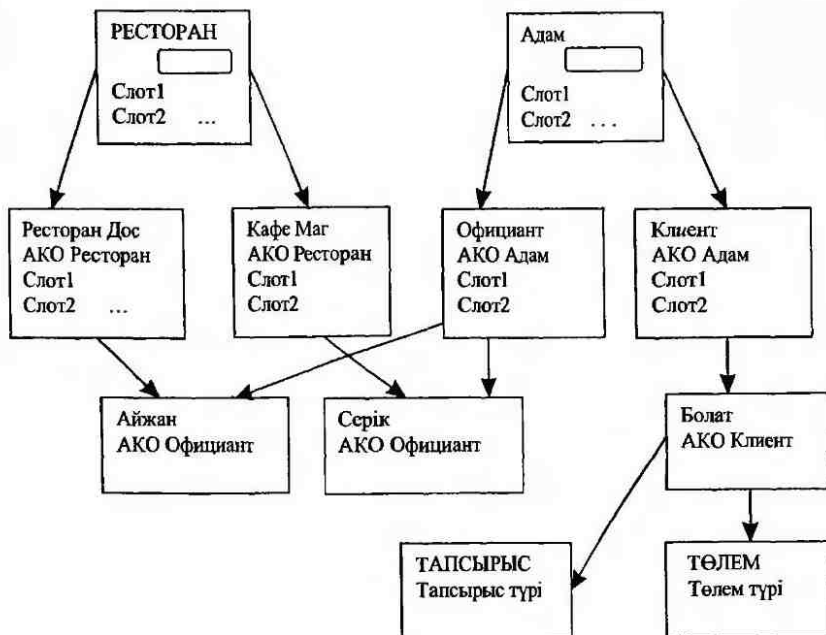 РЕСТОРАН
Слот1
Слот2 ...
Адам
Слот1
Слот2 ...
Ресторан Дос
АКО Ресторан
Слот1
Слот2 ...
Кафе Маг
АКО Ресторан
Слот1
Слот2
Официант
АКО Адам
Слот1
Слот2
Клиент
АКО Адам
Слот1
Слот2
Айжан
АКО Официант
Серік
АКО Официант
Болат
АКО Клиент
ТАПСЫРЫС
Тапсырыс түрі
ТӨЛЕМ
Төлем түрі